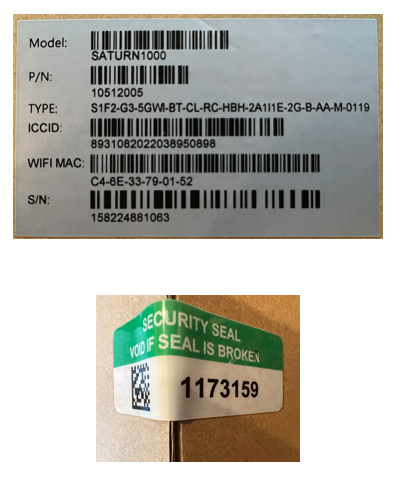 Model:
SATURN1000
P/N:
10512005
TYPE: S1F2-G3-5GWI-BT-CL-RC-HBH-2A1I1E-2G-B-AA-M-0119
ICCID:
8931082022038950898
WIFI MAC:
C4-6E-33-79-01-52
S/N:
158224881063
SECURITY SEAL
VOID IF SEAL IS BROKEN
1173159